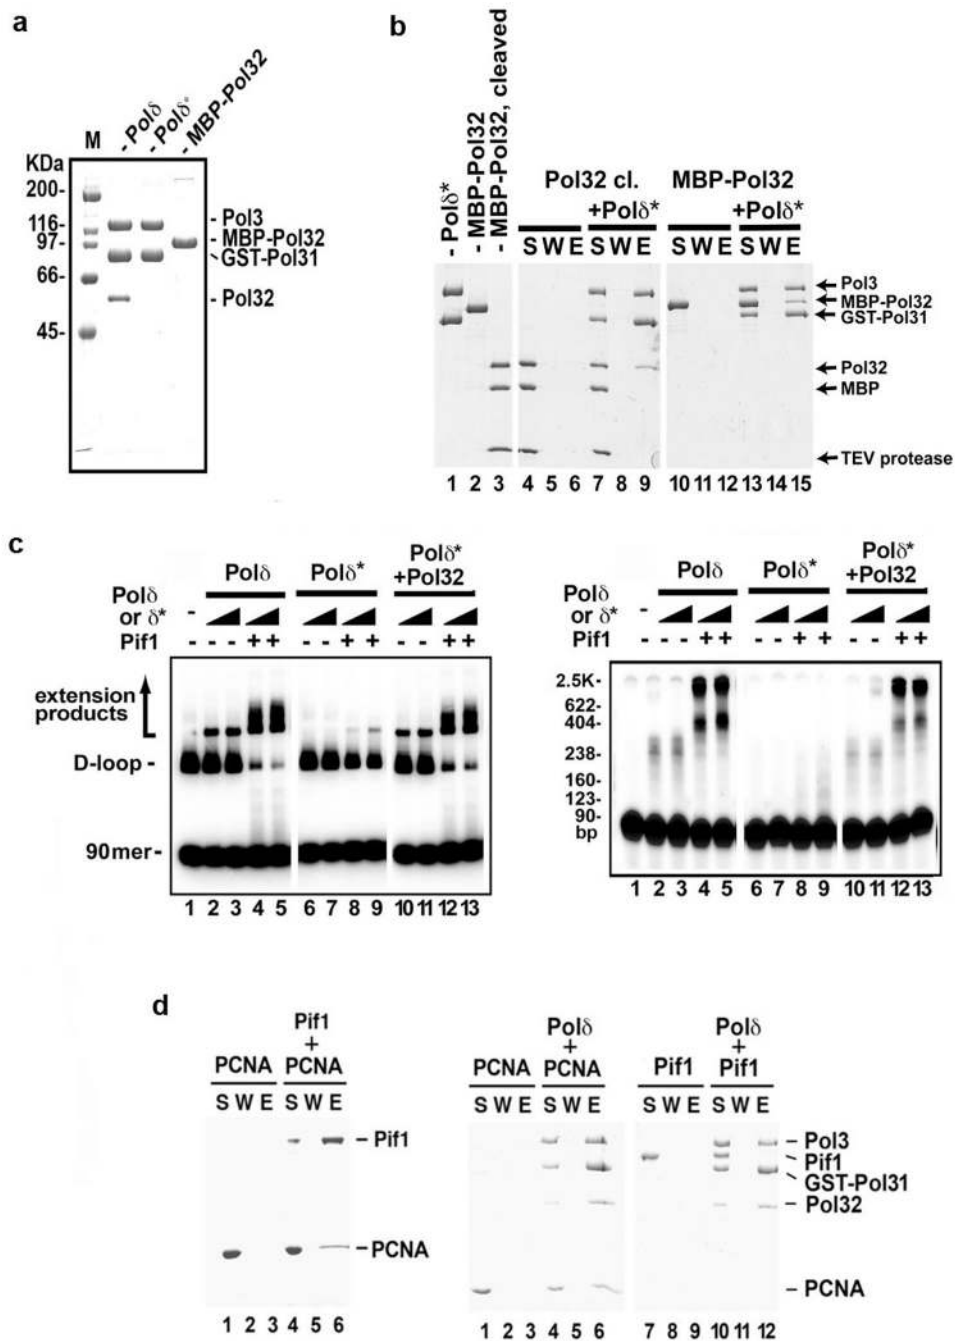 a
M
- Polδ
- Polδ*
- MBP-Pol32
KDa
200-
116-
97-
66-
45-
- Pol3
- MBP-Pol32
GST-Pol31
- Pol32
b
- Polδ*
- MBP-Pol32
- MBP-Pol32, cleaved
Pol32 cl.
+Polδ*
MBP-Pol32
+Polδ*
S W E S W E S W E S W E
Pol3
MBP-Pol32
GST-Pol31
Pol32
MBP
TEV protease
1 2 3 4 5 6 7 8 9 10 11 12 13 14 15
c
Polδ Polδ* Polδ*
+Pol32
Polδ
or δ* -
Pif1 - - - + + - - + + - - + +
extension
products
D-loop -
90mer-
1 2 3 4 5 6 7 8 9 10 11 12 13
Polδ Polδ* Polδ*
+Pol32
Polδ
or δ* -
Pif1 - - - + + - - + + - - + +
2.5K-
622-
404-
238-
160-
123-
90-
bp
1 2 3 4 5 6 7 8 9 10 11 12 13
d
PCNA
Pif1
+
PCNA
S W E S W E
- Pif1
- PCNA
1 2 3 4 5 6
PCNA
Polδ
+
PCNA
Pif1
Polδ
+
Pif1
S W E S W E S W E S W E
- Pol3
Pif1
GST-Pol31
- Pol32
- PCNA
1 2 3 4 5 6 7 8 9 10 11 12